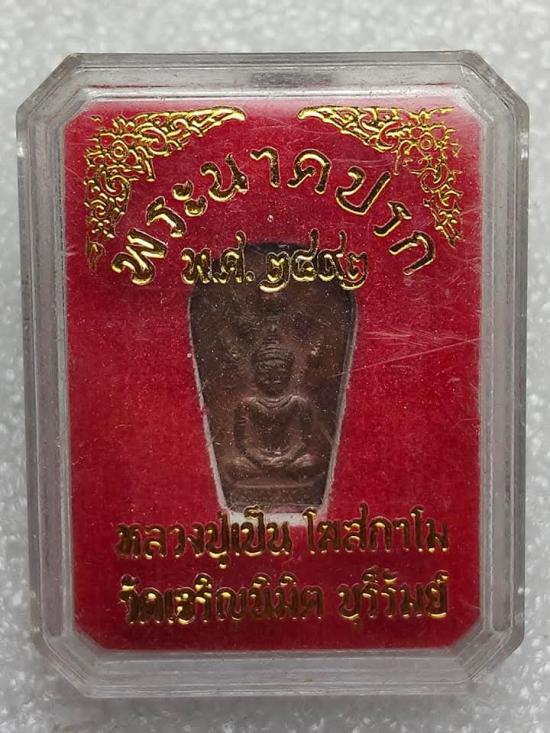 พระนาคปรก
พ.ศ. ๒๔๙๒
หลวงปู่เป็น โฆสกาโม
วัดเจริญนิมิต บุรีรัมย์